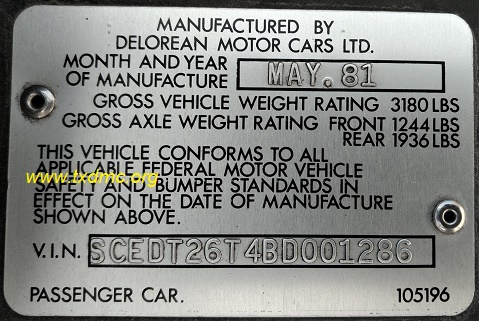 MANUFACTURED BY
DELOREAN MOTOR CARS LTD.
MONTH AND YEAR
OF MANUFACTURE MAY. 81
GROSS VEHICLE WEIGHT RATING 3180 LBS
GROSS AXLE WEIGHT RATING FRONT 1244 LBS
REAR 1936 LBS
THIS VEHICLE CONFORMS TO ALL
APPLICABLE FEDERAL MOTOR VEHICLE
www.txdmc.org
SAFETY AND BUMPER STANDARDS IN
EFFECT ON THE DATE OF MANUFACTURE
SHOWN ABOVE.
V.I.N. SCEDT26T4BD001286
PASSENGER CAR. 105196